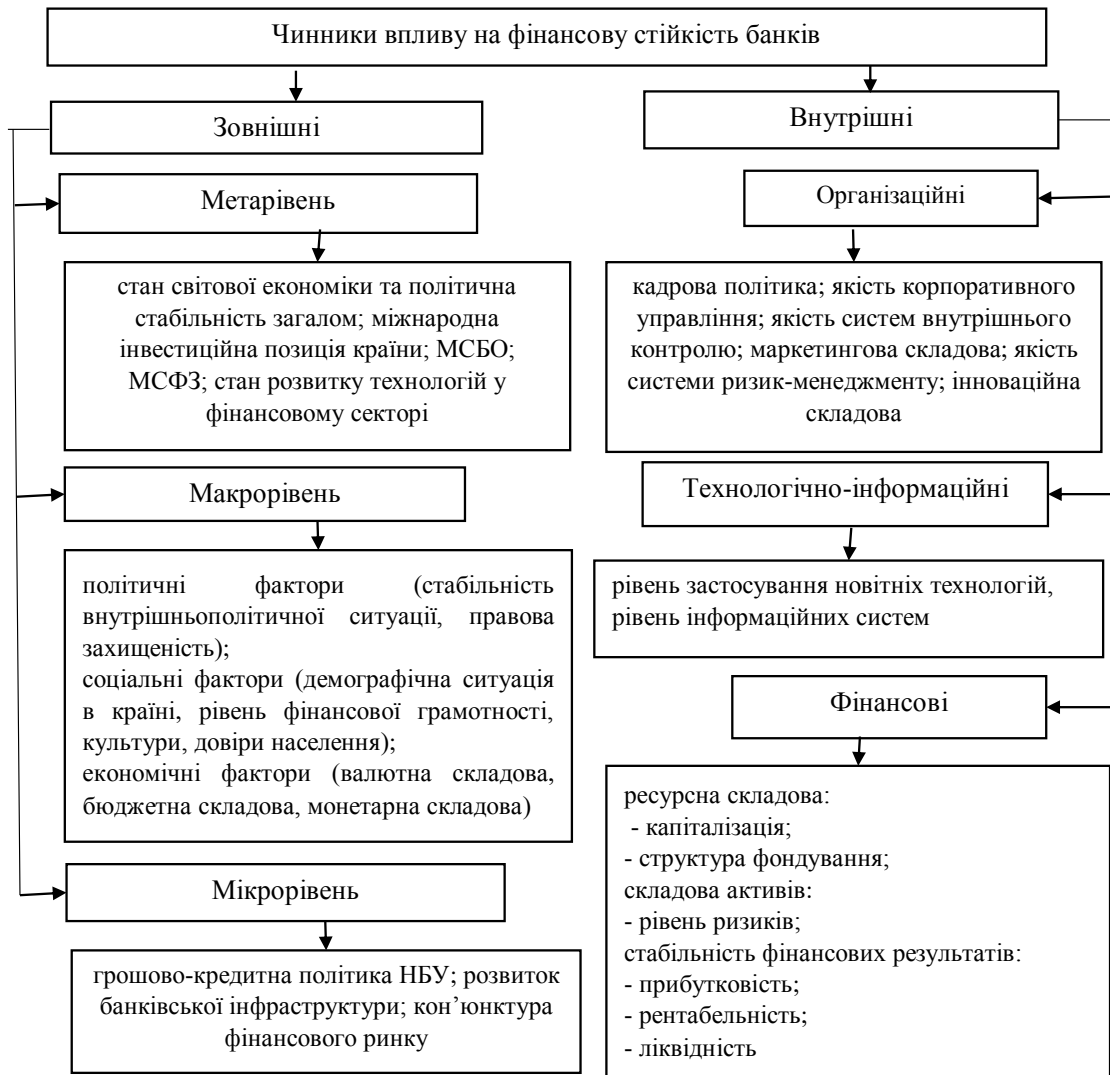 Чинники впливу на фінансову стійкість банків
Зовнішні
Метарівень
стан світової економіки та політична
стабільність загалом; міжнародна
інвестиційна позиція країни; МСБО;
МСФЗ; стан розвитку технологій у
фінансовому секторі
Макрорівень
політичні фактори (стабільність
внутрішньополітичної ситуації, правова
захищеність);
соціальні фактори (демографічна ситуація
в країні, рівень фінансової грамотності,
культури, довіри населення);
економічні фактори (валютна складова,
бюджетна складова, монетарна складова)
Мікрорівень
грошово-кредитна політика НБУ; розвиток
банківської інфраструктури; кон’юнктура
фінансового ринку
Внутрішні
Організаційні
кадрова політика; якість корпоративного
управління; якість систем внутрішнього
контролю; маркетингова складова; якість
системи ризик-менеджменту; інноваційна
складова
Технологічно-інформаційні
рівень застосування новітніх технологій,
рівень інформаційних систем
Фінансові
ресурсна складова:
- капіталізація;
- структура фондування;
складова активів:
- рівень ризиків;
стабільність фінансових результатів:
- прибутковість;
- рентабельність;
- ліквідність